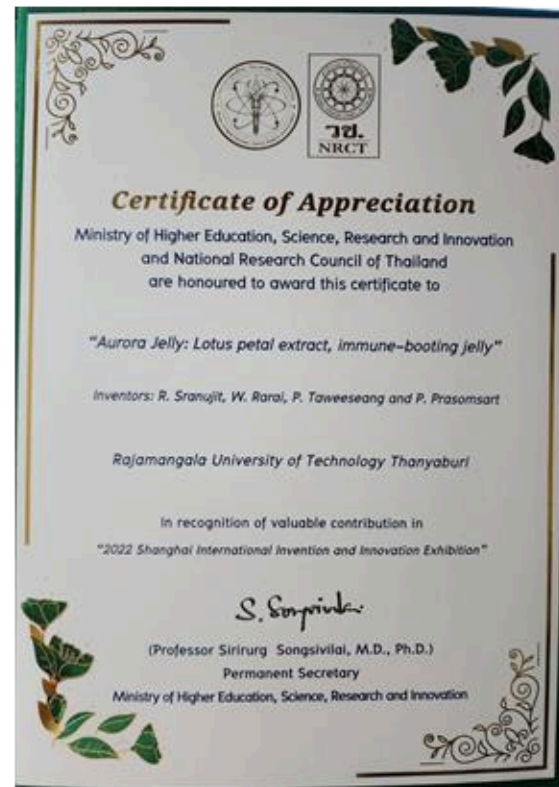 วช.
NRCT
Certificate of Appreciation
Ministry of Higher Education, Science, Research and Innovation
and National Research Council of Thailand
are honoured to award this certificate to
"Aurora Jelly: Lotus petal extract, immune-booting jelly"
Inventors: R. Sranujit, W. Rarai, P. Taweeseang and P. Prasomsart
Rajamangala University of Technology Thanyaburi
In recognition of valuable contribution in
"2022 Shanghai International Invention and Innovation Exhibition"
(Professor Sirirurg Songsivilai, M.D., Ph.D.)
Permanent Secretary
Ministry of Higher Education, Science, Research and Innovation